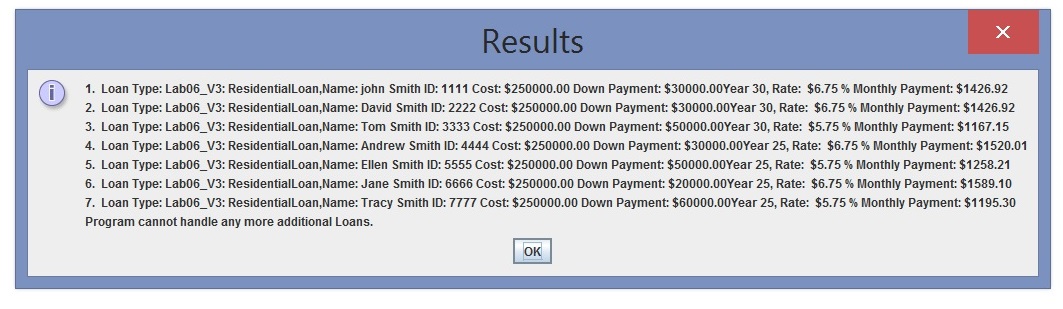 Results
1. Loan Type: Lab06_V3: ResidentialLoan,Name: john Smith ID: 1111 Cost: $250000.00 Down Payment: $30000.00Year 30, Rate: $6.75 % Monthly Payment: $1426.92
2. Loan Type: Lab06_V3: ResidentialLoan,Name: David Smith ID: 2222 Cost: $250000.00 Down Payment: $30000.00Year 30, Rate: $6.75 % Monthly Payment: $1426.92
3. Loan Type: Lab06_V3: ResidentialLoan,Name: Tom Smith ID: 3333 Cost: $250000.00 Down Payment: $50000.00Year 30, Rate: $5.75 % Monthly Payment: $1167.15
4. Loan Type: Lab06_V3: ResidentialLoan,Name: Andrew Smith ID: 4444 Cost: $250000.00 Down Payment: $30000.00Year 25, Rate: $6.75 % Monthly Payment: $1520.01
5. Loan Type: Lab06_V3: ResidentialLoan,Name: Ellen Smith ID: 5555 Cost: $250000.00 Down Payment: $50000.00Year 25, Rate: $5.75 % Monthly Payment: $1258.21
6. Loan Type: Lab06_V3: ResidentialLoan,Name: Jane Smith ID: 6666 Cost: $250000.00 Down Payment: $20000.00Year 25, Rate: $6.75 % Monthly Payment: $1589.10
7. Loan Type: Lab06_V3: ResidentialLoan,Name: Tracy Smith ID: 7777 Cost: $250000.00 Down Payment: $60000.00Year 25, Rate: $5.75 % Monthly Payment: $1195.30
Program cannot handle any more additional Loans.
OK